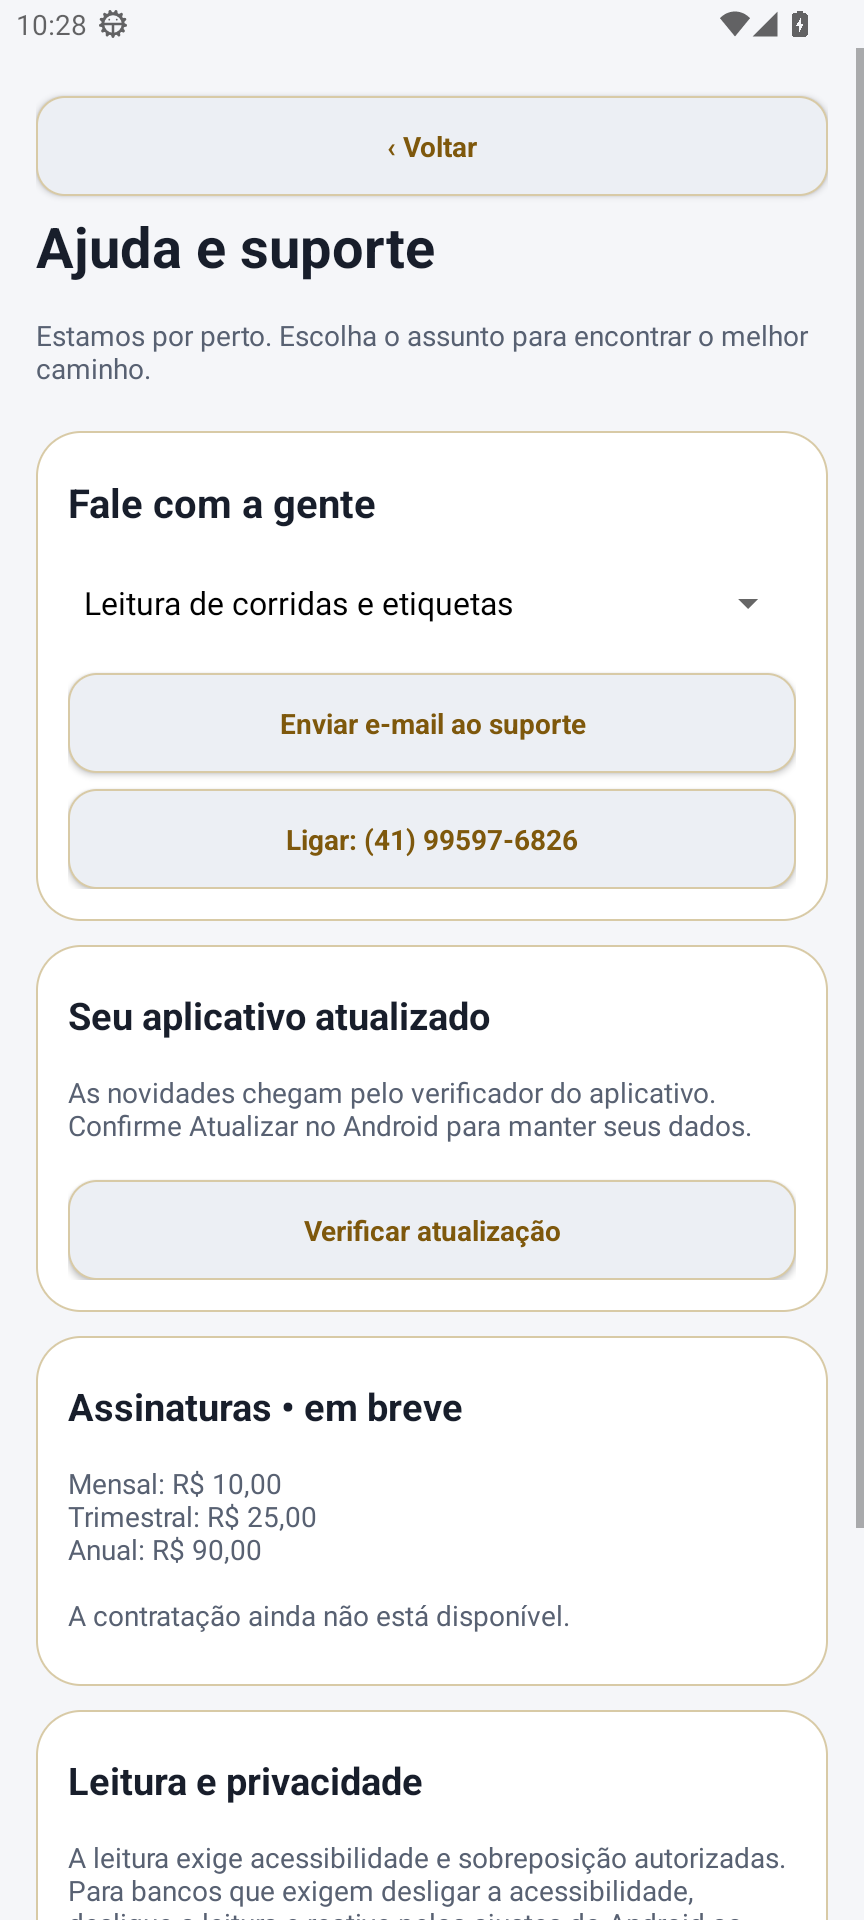 10:28
‹ Voltar
Ajuda e suporte
Estamos por perto. Escolha o assunto para encontrar o melhor
caminho.
Fale com a gente
Leitura de corridas e etiquetas
Enviar e-mail ao suporte
Ligar: (41) 99597-6826
Seu aplicativo atualizado
As novidades chegam pelo verificador do aplicativo.
Confirme Atualizar no Android para manter seus dados.
Verificar atualização
Assinaturas • em breve
Mensal: R$ 10,00
Trimestral: R$ 25,00
Anual: R$ 90,00
A contratação ainda não está disponível.
Leitura e privacidade
A leitura exige acessibilidade e sobreposição autorizadas.
Para bancos que exigem desligar a acessibilidade,